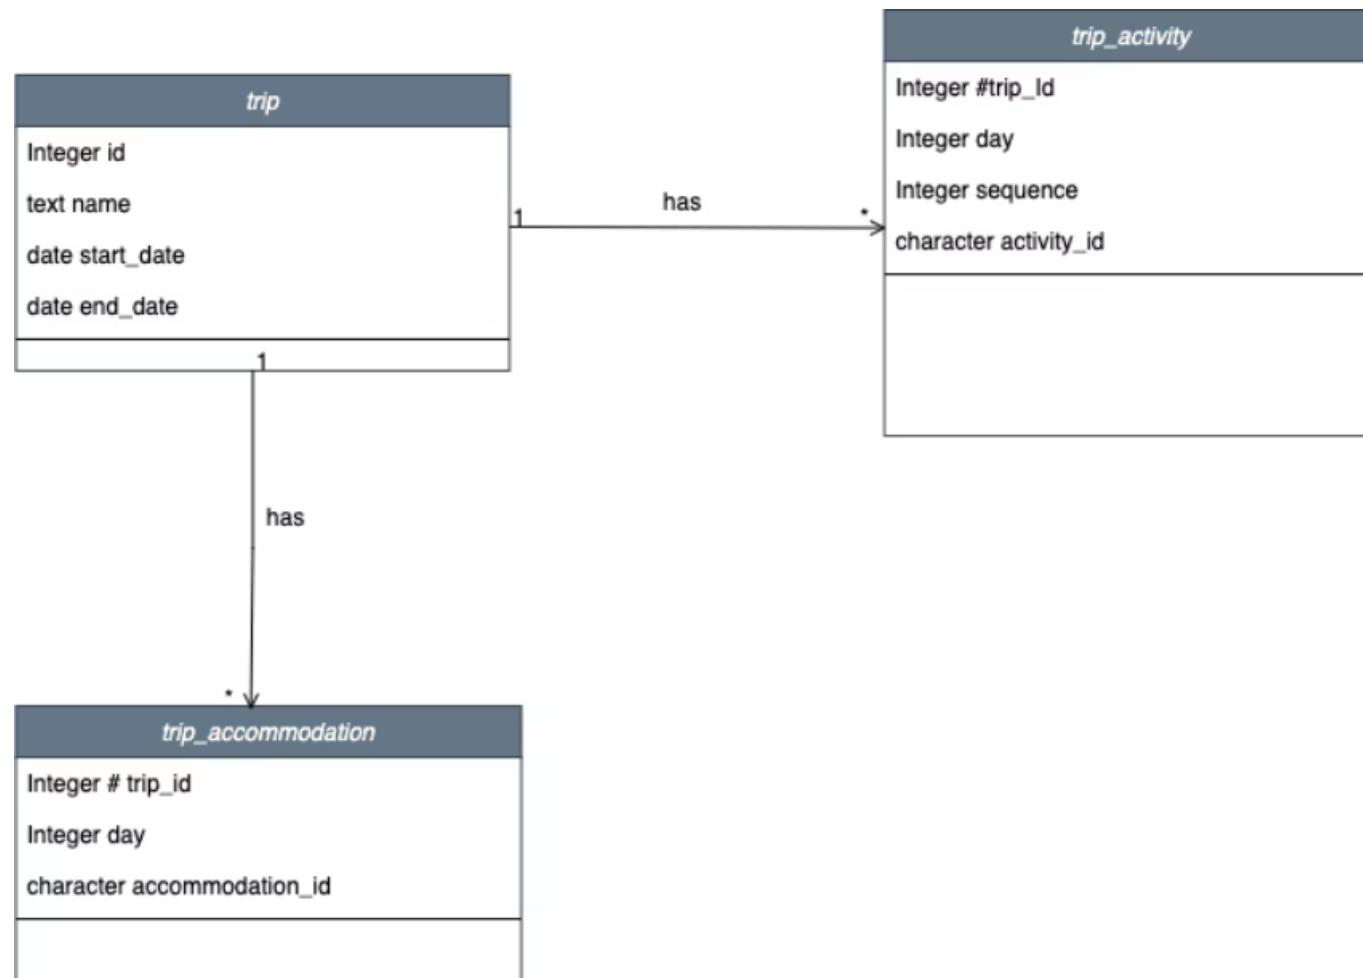 trip
Integer id
text name
date start_date
date end_date
1
1
has
*
trip_activity
Integer #trip_Id
Integer day
Integer sequence
character activity_id
has
*
trip_accommodation
Integer # trip_id
Integer day
character accommodation_id